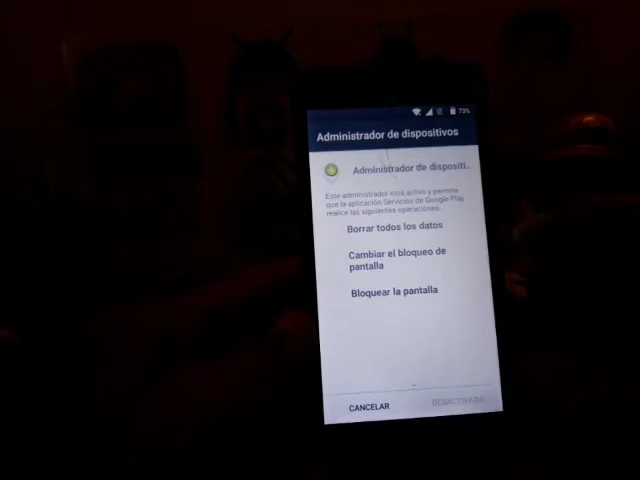 73%
Administrador de dispositivos
Administrador de dispositi..
Este administrador está activo y permite
que la aplicación Servicios de Google Play
realice las siguientes operaciones.
Borrar todos los datos
Cambiar el bloqueo de
pantalla
Bloquear la pantalla
CANCELAR
DESACTIVADO